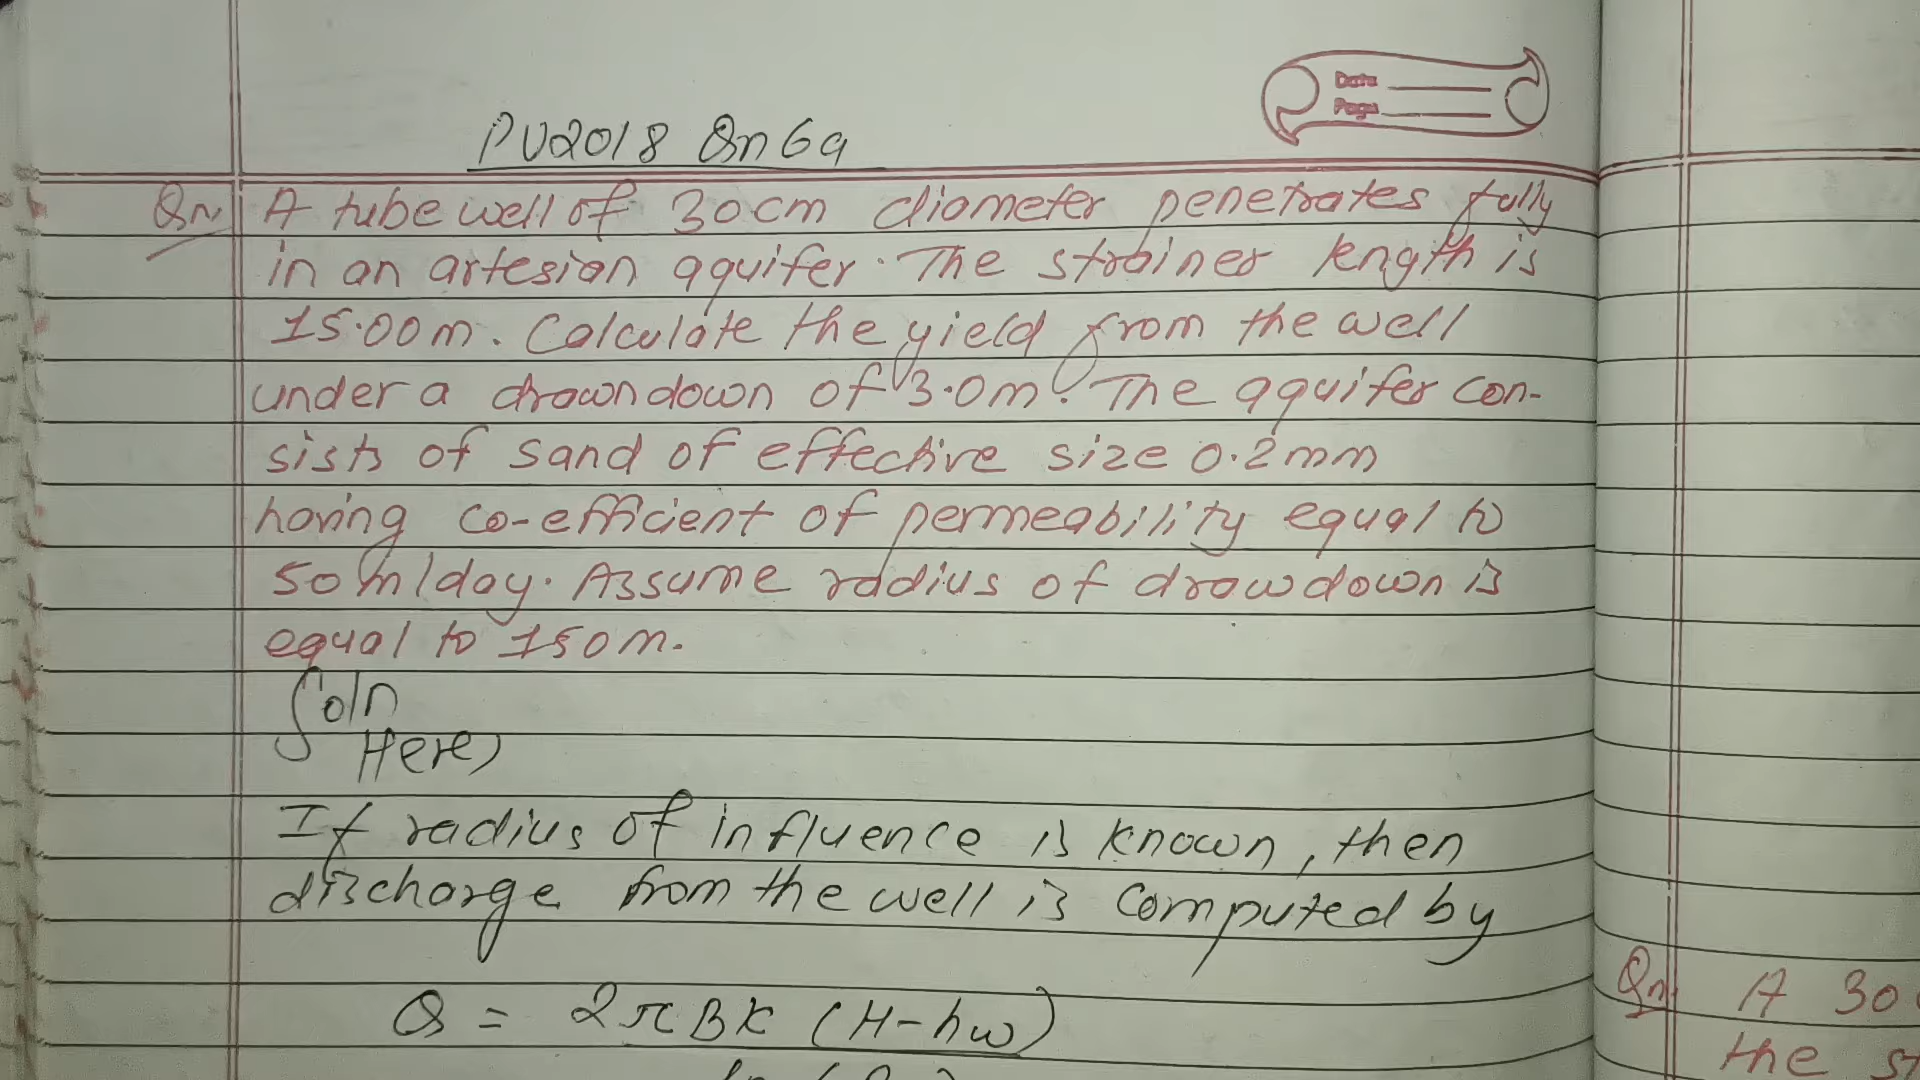 Date
Page
PU2018 Qn6a
Qn. A tube well of 30cm diameter penetrates fully
in an artesian aquifer. The strainer length is
15.00m. Calculate the yield from the well
under a drawndown of 3.0m. The aquifer con-
sists of sand of effective size 0.2mm
having co-efficient of permeability equal to
50m/day. Assume radius of drawdown is
equal to 150m.
Soln
Here,
If radius of influence is known, then
discharge from the well is computed by
Q = 2πBK (H-hw)
Qn. A 30
the